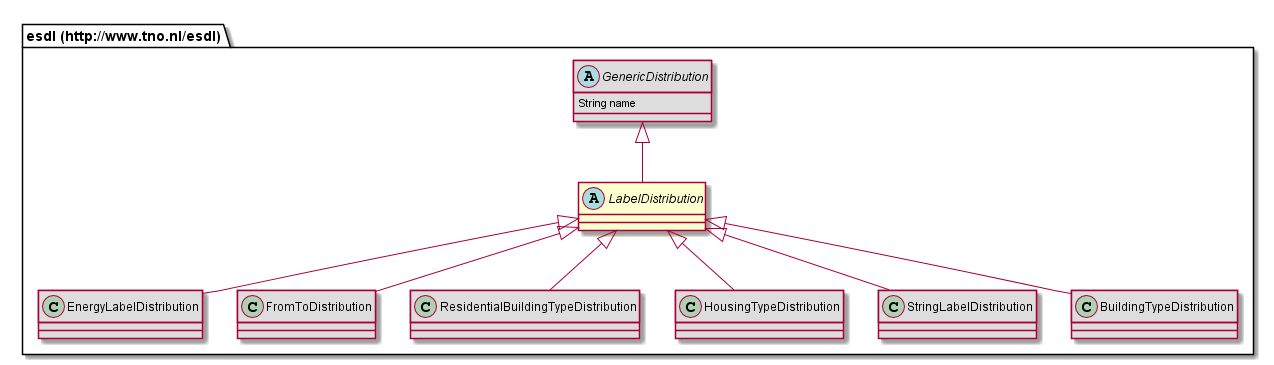 esdl (http://www.tno.nl/esdl)
A GenericDistribution
String name
A LabelDistribution
C EnergyLabelDistribution
C FromToDistribution
C ResidentialBuildingTypeDistribution
C HousingTypeDistribution
C StringLabelDistribution
C BuildingTypeDistribution